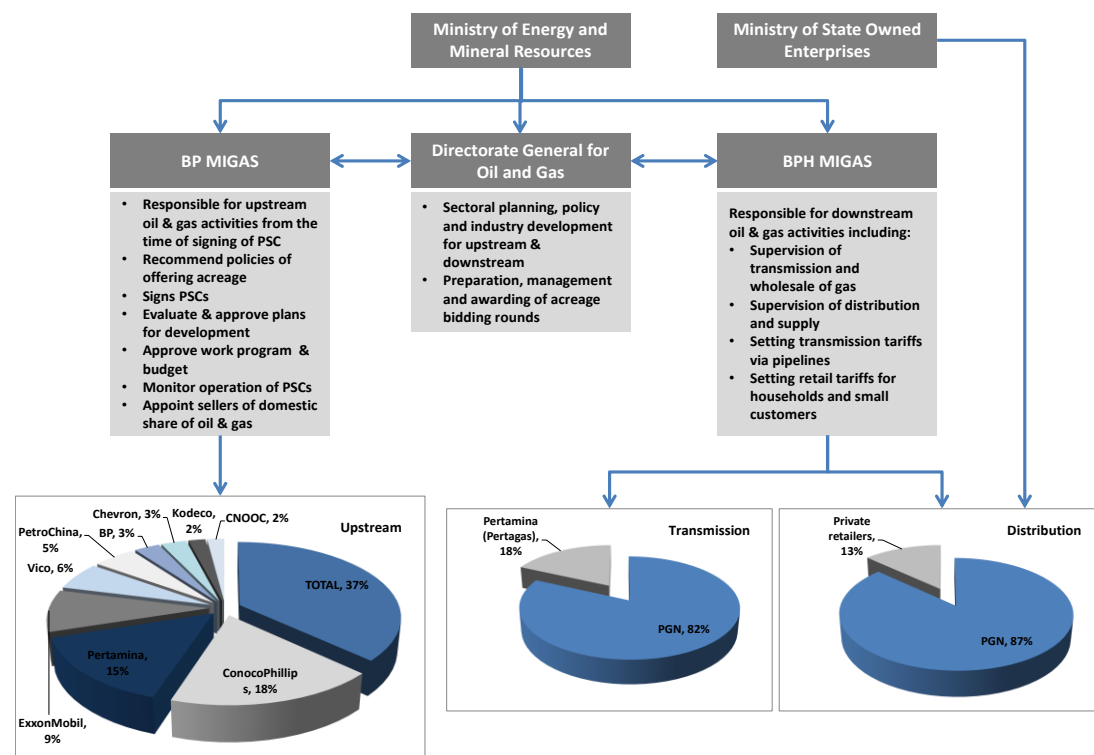 Ministry of Energy and
Mineral Resources
Ministry of State Owned
Enterprises
BP MIGAS
Directorate General for
Oil and Gas
BPH MIGAS
• Responsible for upstream
oil & gas activities from the
time of signing of PSC
• Recommend policies of
offering acreage
• Signs PSCs
• Evaluate & approve plans
for development
• Approve work program & 
budget
• Monitor operation of PSCs
• Appoint sellers of domestic
share of oil & gas
• Sectoral planning, policy
and industry development
for upstream &
downstream
• Preparation, management
and awarding of acreage
bidding rounds
Responsible for downstream
oil & gas activities including:
• Supervision of
transmission and
wholesale of gas
• Supervision of distribution
and supply
• Setting transmission tariffs
via pipelines
• Setting retail tariffs for
households and small
customers
Upstream
TOTAL, 37%
ConocoPhillip
s, 18%
Pertamina,
15%
ExxonMobil,
9%
Vico, 6%
PetroChina,
5%
BP, 3%
Chevron, 3%
Kodeco,
2%
CNOOC, 2%
Transmission
Pertamina
(Pertagas)
18%
PGN, 82%
Distribution
Private
retailers,
13%
PGN, 87%